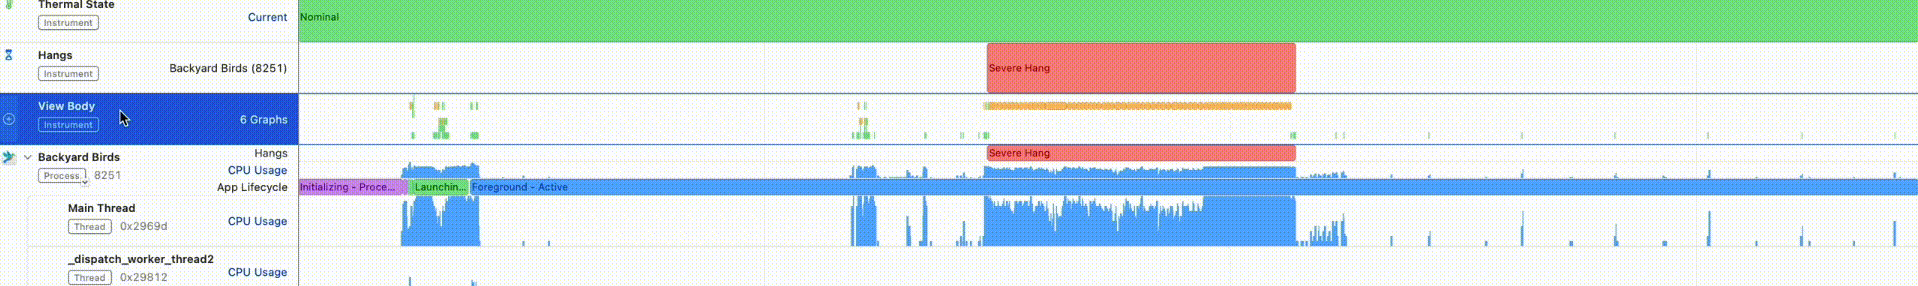 Thermal State
Instrument
Current
Nominal
Hangs
Instrument
Backyard Birds (8251)
Severe Hang
View Body
Instrument
6 Graphs
Backyard Birds
Process
8251
Hangs
Severe Hang
CPU Usage
App Lifecycle
Initializing - Proce...
Launchin...
Foreground - Active
Main Thread
Thread
0x2969d
CPU Usage
_dispatch_worker_thread2
Thread
0x29812
CPU Usage